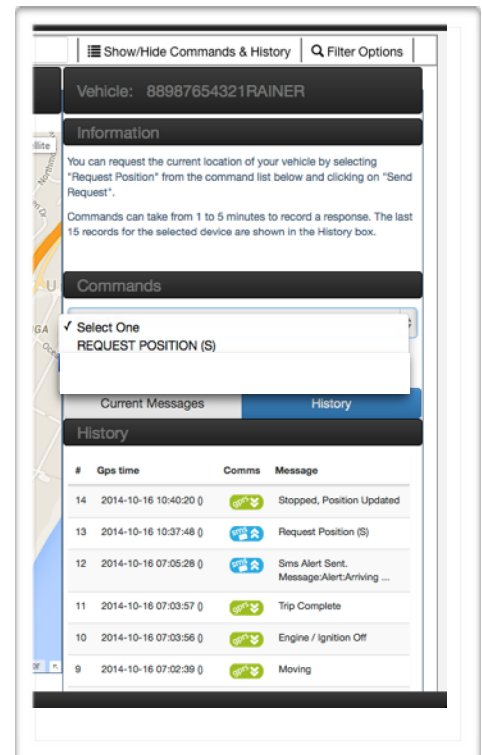 Show/Hide Commands & History Filter Options
Vehicle: 88987654321RAINER
Information
You can request the current location of your vehicle by selecting
"Request Position" from the command list below and clicking on "Send
Request".
Commands can take from 1 to 5 minutes to record a response. The last
15 records for the selected device are shown in the History box.
Commands
✓ Select One
REQUEST POSITION (S)
Current Messages History
History
# Gps time Comms Message
14 2014-10-16 10:40:20 () gprs Stopped, Position Updated
13 2014-10-16 10:37:48 () sms Request Position (S)
12 2014-10-16 07:05:28 () sms Sms Alert Sent.
Message:Alert:Arriving ...
11 2014-10-16 07:03:57 () gprs Trip Complete
10 2014-10-16 07:03:56 () gprs Engine / Ignition Off
9 2014-10-16 07:02:39 () gprs Moving